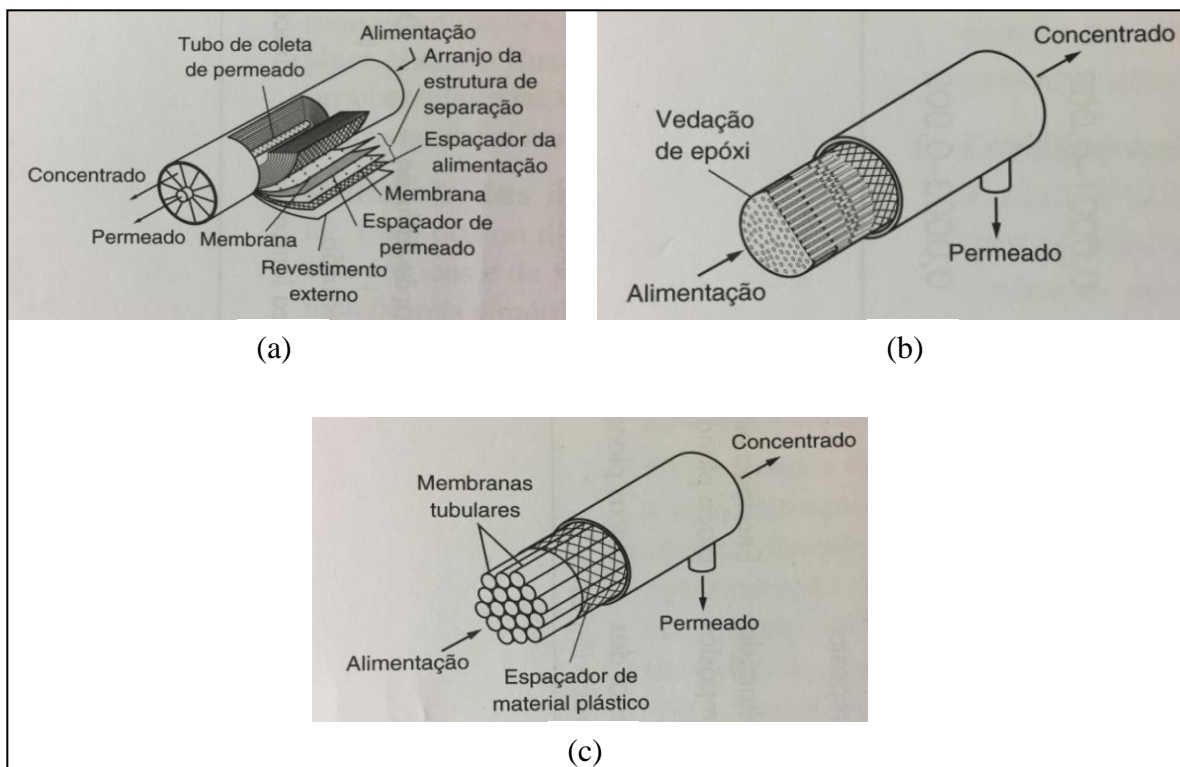 Alimentação
Tubo de coleta
de permeado
Arranjo da
estrutura de
separação
Espaçador da
alimentação
Membrana
Espaçador de
permeado
Concentrado
Permeado
Membrana
Revestimento
externo
(a)
Concentrado
Vedação
de epóxi
Permeado
Alimentação
(b)
Concentrado
Membranas
tubulares
Permeado
Alimentação
Espaçador de
material plástico
(c)